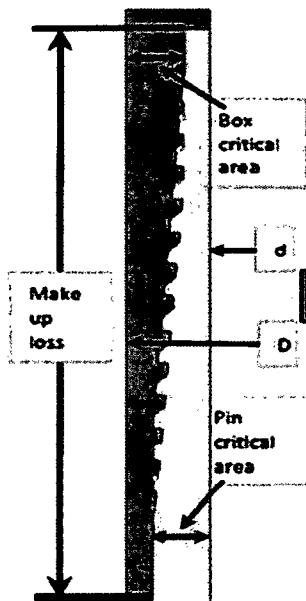 Box
critical
area
d
Make
up
loss
D
Pin
critical
area